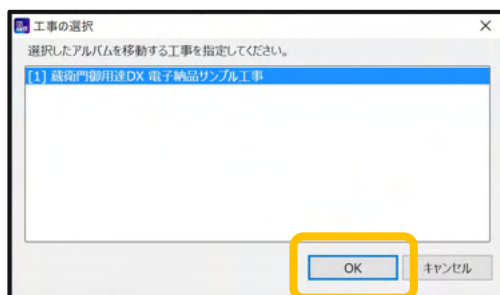 工事の選択
選択したアルバムを移動する工事を指定してください。
[1] 蔵衛門御用達DX 電子納品サンプル工事
OK
キャンセル